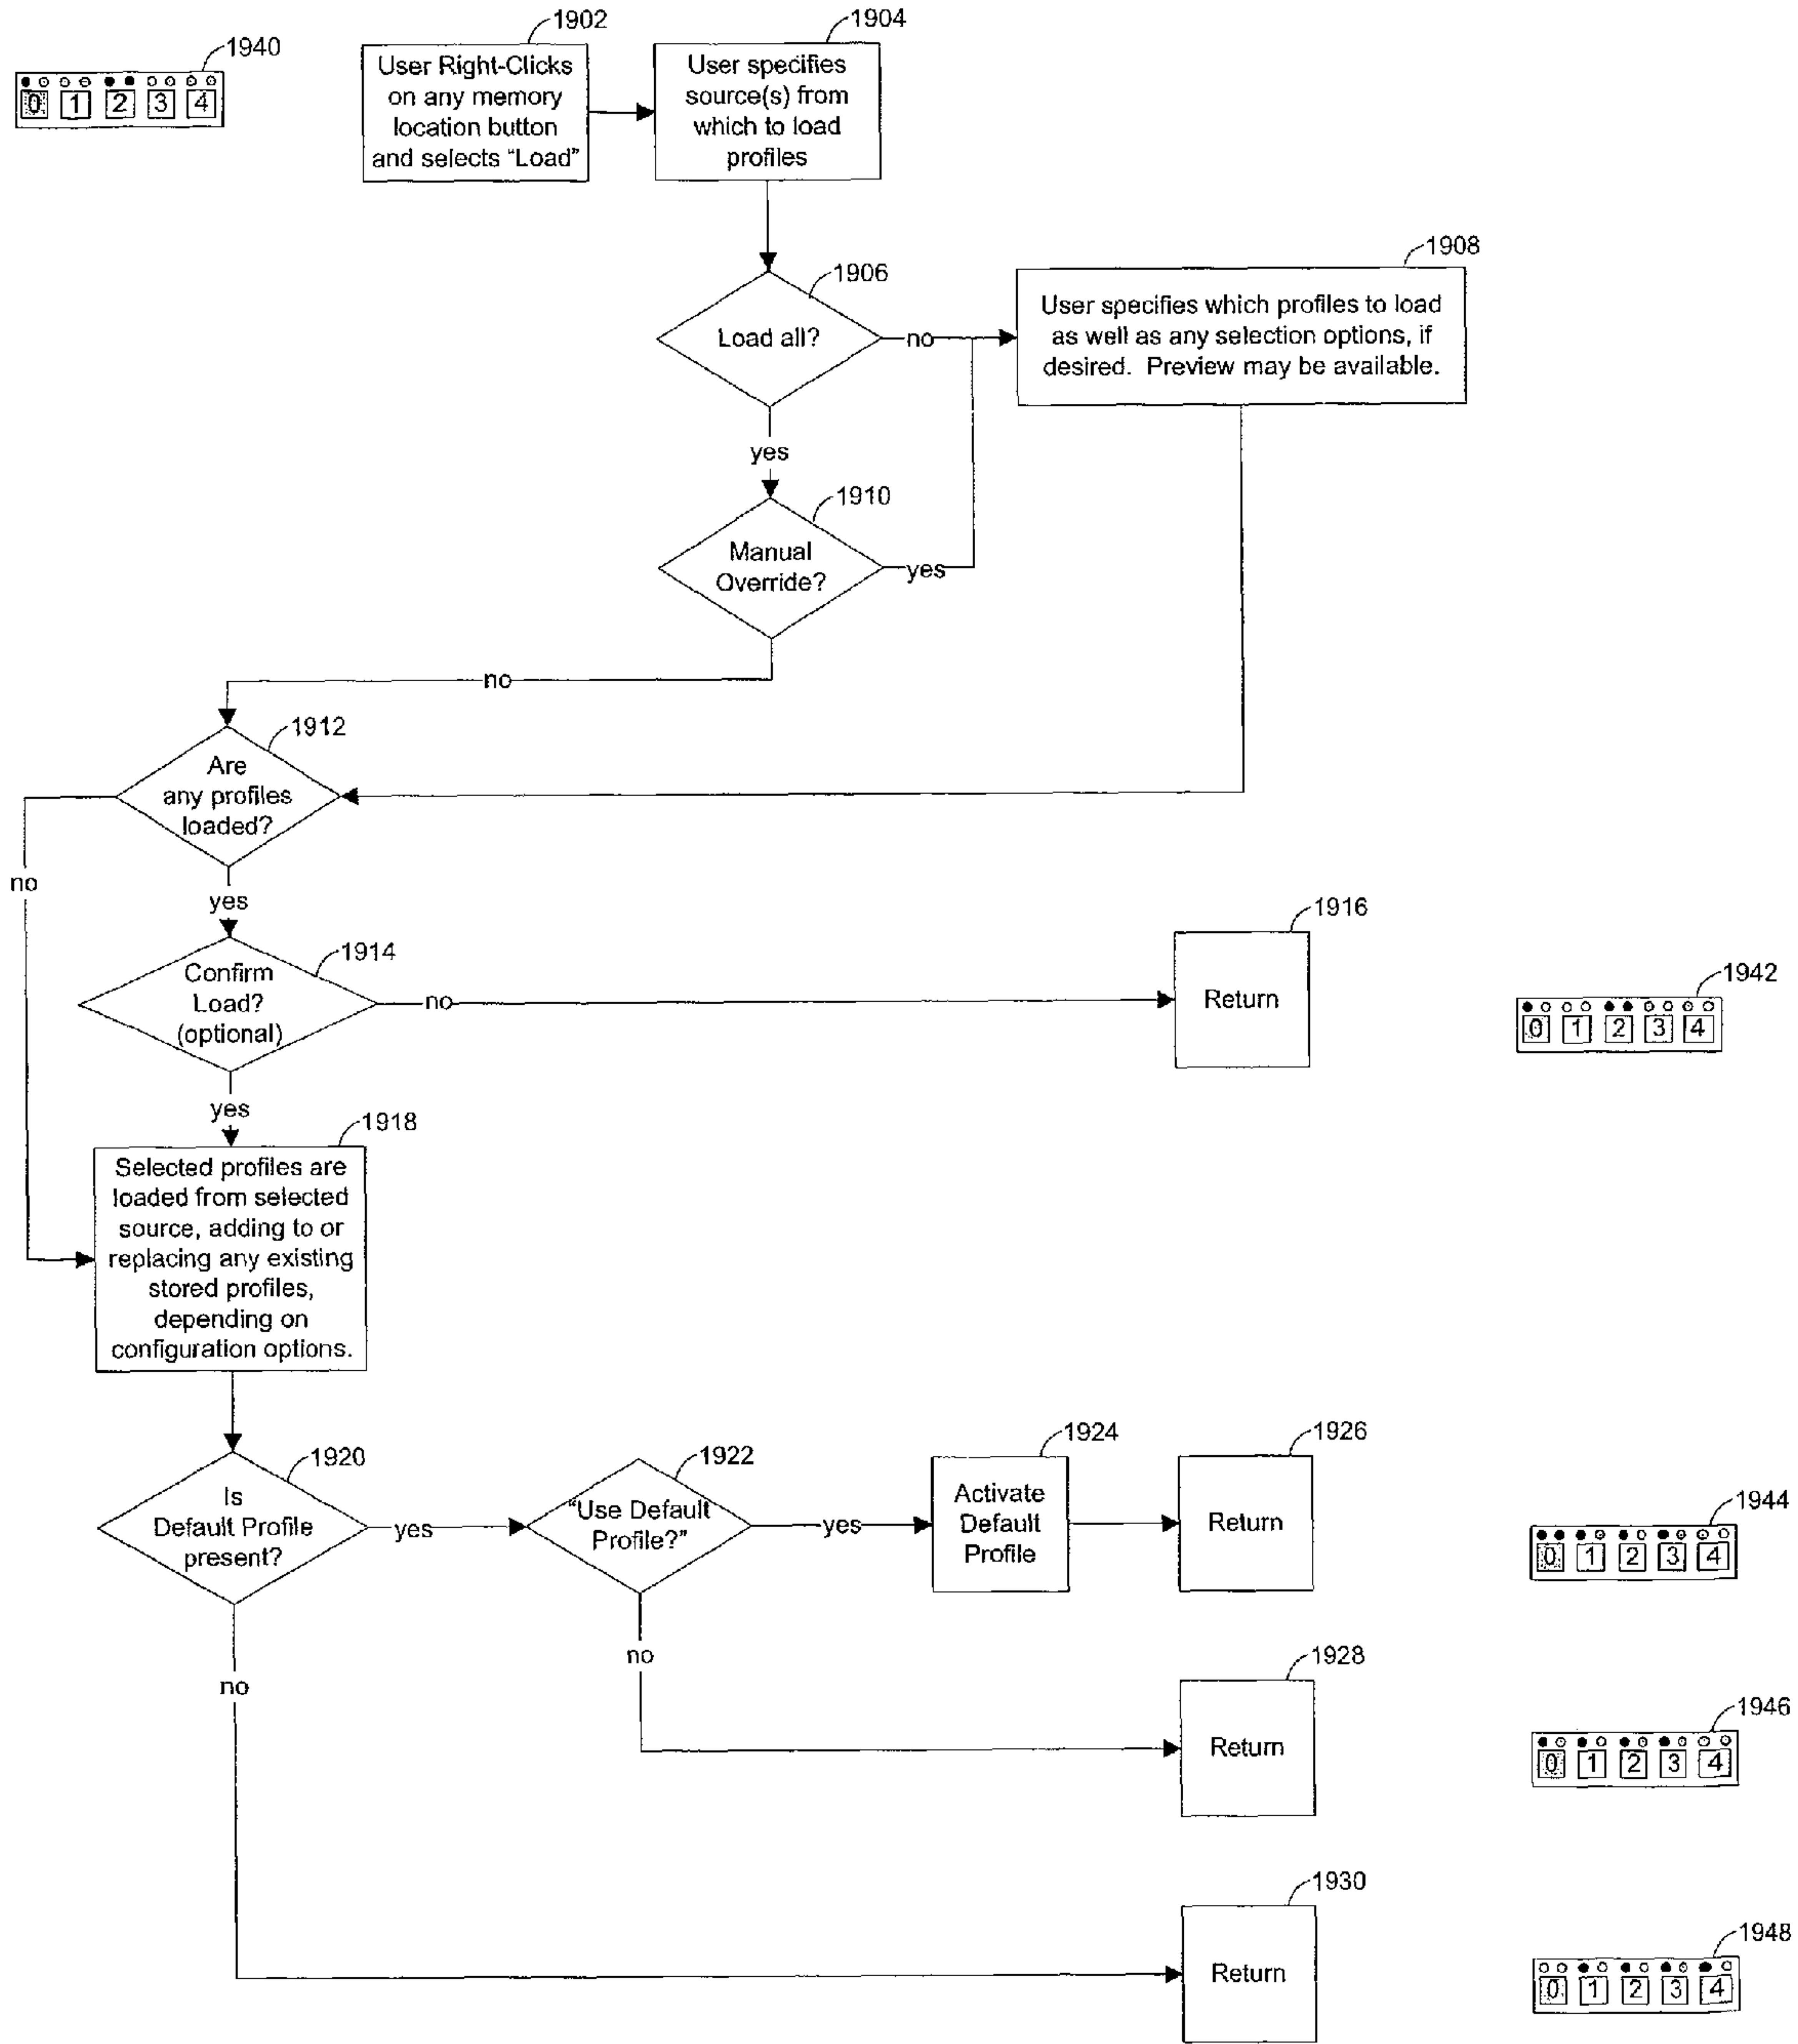 1940
0 1 2 3 4
1902
User Right-Clicks
on any memory
location button
and selects “Load”
1904
User specifies
source(s) from
which to load
profiles
1906
Load all?
no
yes
1908
User specifies which profiles to load
as well as any selection options, if
desired. Preview may be available.
1910
Manual
Override?
yes
no
1912
Are
any profiles
loaded?
no
yes
1914
Confirm
Load?
(optional)
no
yes
1916
Return
1942
0 1 2 3 4
1918
Selected profiles are
loaded from selected
source, adding to or
replacing any existing
stored profiles,
depending on
configuration options.
1920
Is
Default Profile
present?
yes
no
1922
“Use Default
Profile?”
yes
no
1924
Activate
Default
Profile
1926
Return
1944
0 1 2 3 4
1928
Return
1946
0 1 2 3 4
1930
Return
1948
0 1 2 3 4